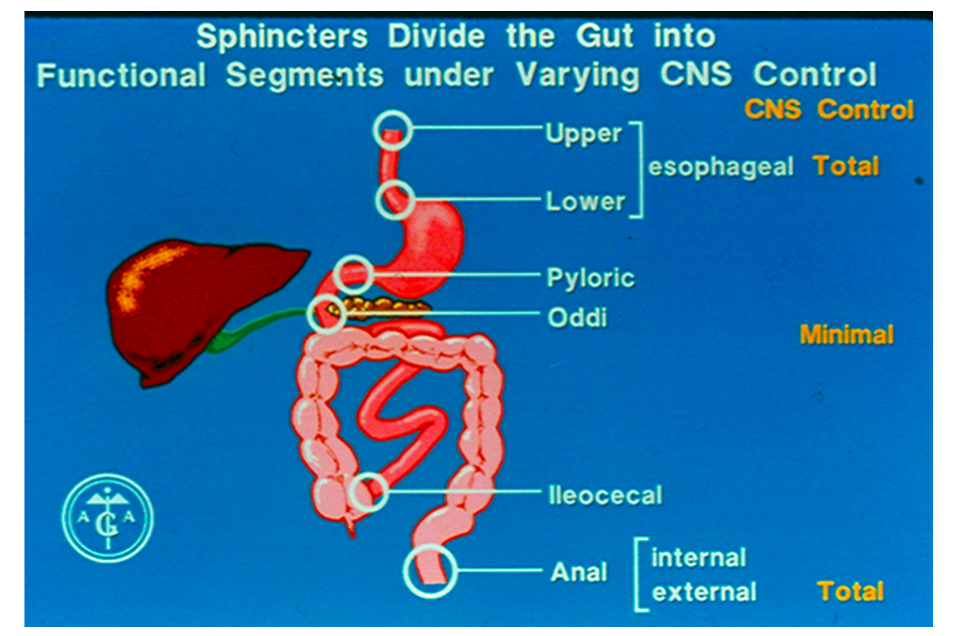 Sphincters Divide the Gut into
Functional Segments under Varying CNS Control
CNS Control
Upper
esophageal Total
Lower
Pyloric
Oddi
Minimal
Ileocecal
Anal
internal
external Total
A G A